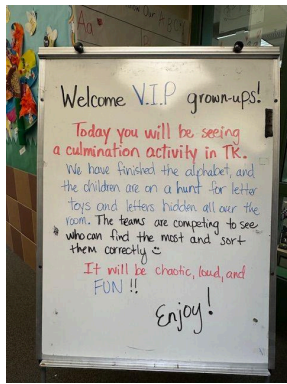 Welcome V.I.P grown-ups!
Today you will be seeing
a culmination activity in TK.
We have finished the alphabet, and
the children are on a hunt for letter
toys and letters hidden all over the
room. The teams are competing to see
who can find the most and sort
them correctly
It will be chaotic, loud, and
FUN !!
Enjoy!